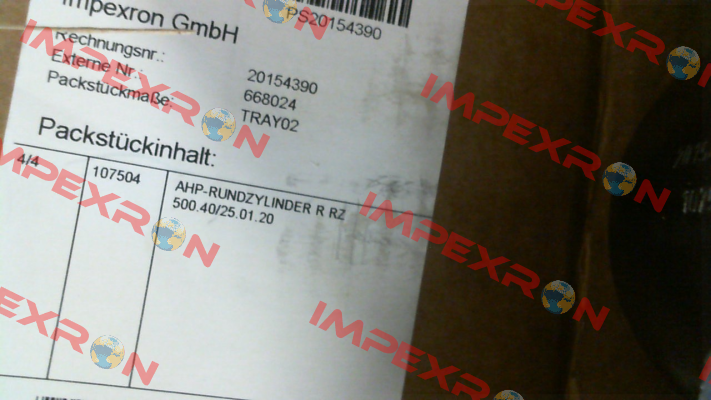 PS20154390
Impexron GmbH
Rechnungsnr.:
20154390
Externe Nr.:
668024
Packstückmaße:
TRAY02
Packstückinhalt:
4/4
107504
AHP-RUNDZYLINDER R RZ
500.40/25.01.20
IMPEXRON
IMPEXRON
IMPEXRON
IMPEXRON
IMPEXRON
IMPEXRON